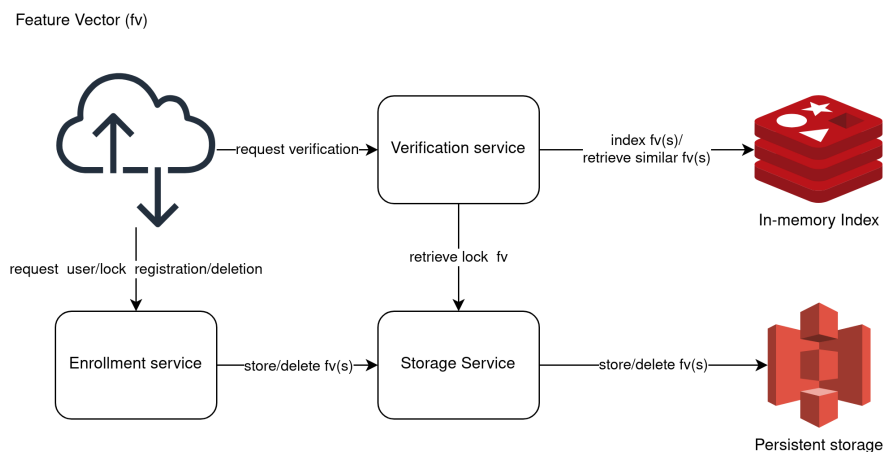 Feature Vector (fv)
request verification
Verification service
index fv(s)/
retrieve similar fv(s)
In-memory Index
request user/lock registration/deletion
retrieve lock fv
Enrollment service
store/delete fv(s)
Storage Service
store/delete fv(s)
Persistent storage